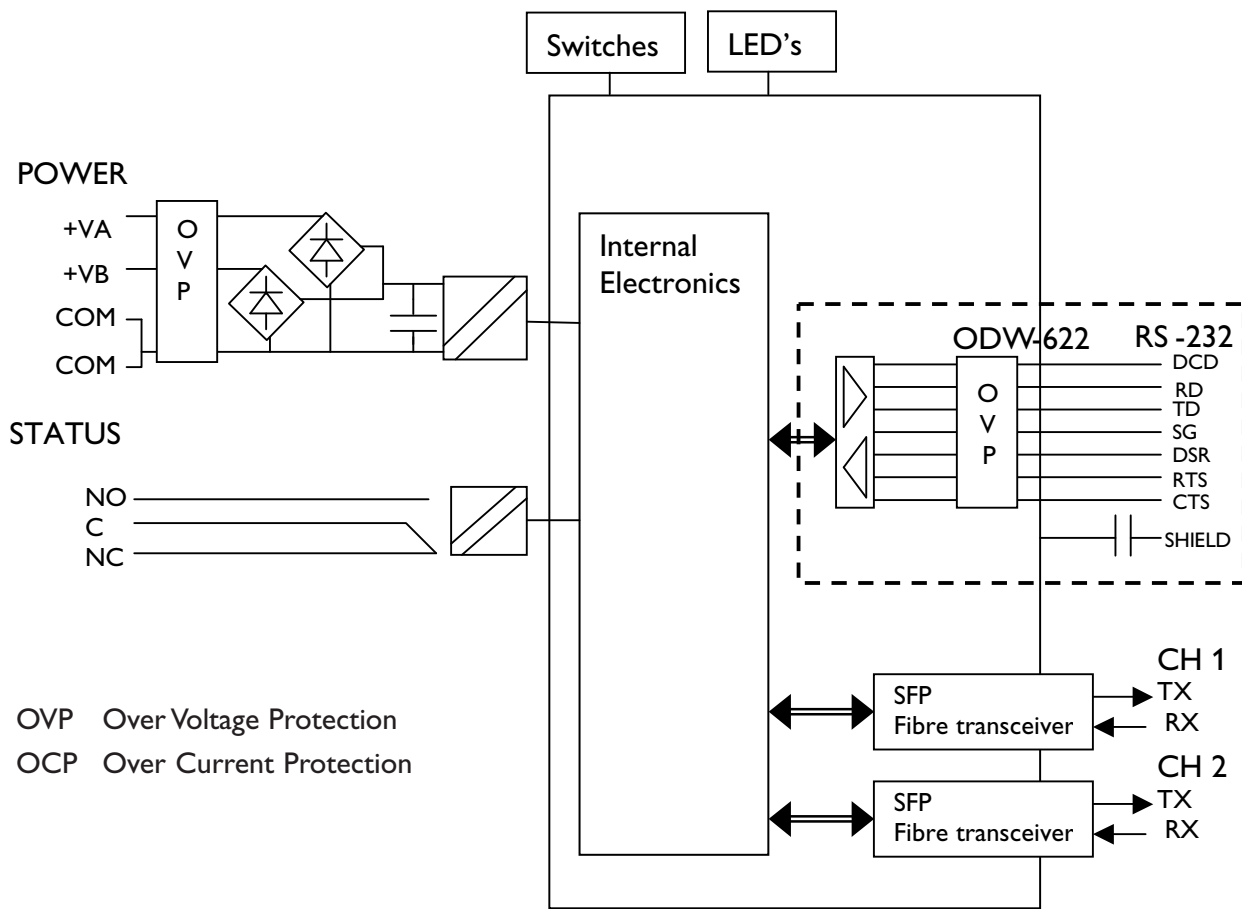 Switches
LED's
POWER
+VA
+VB
COM
COM
O
V
P
Internal
Electronics
ODW-622
RS -232
O
V
P
DCD
RD
TD
SG
DSR
RTS
CTS
SHIELD
STATUS
NO
C
NC
OVP Over Voltage Protection
OCP Over Current Protection
SFP
Fibre transceiver
CH 1
TX
RX
SFP
Fibre transceiver
CH 2
TX
RX